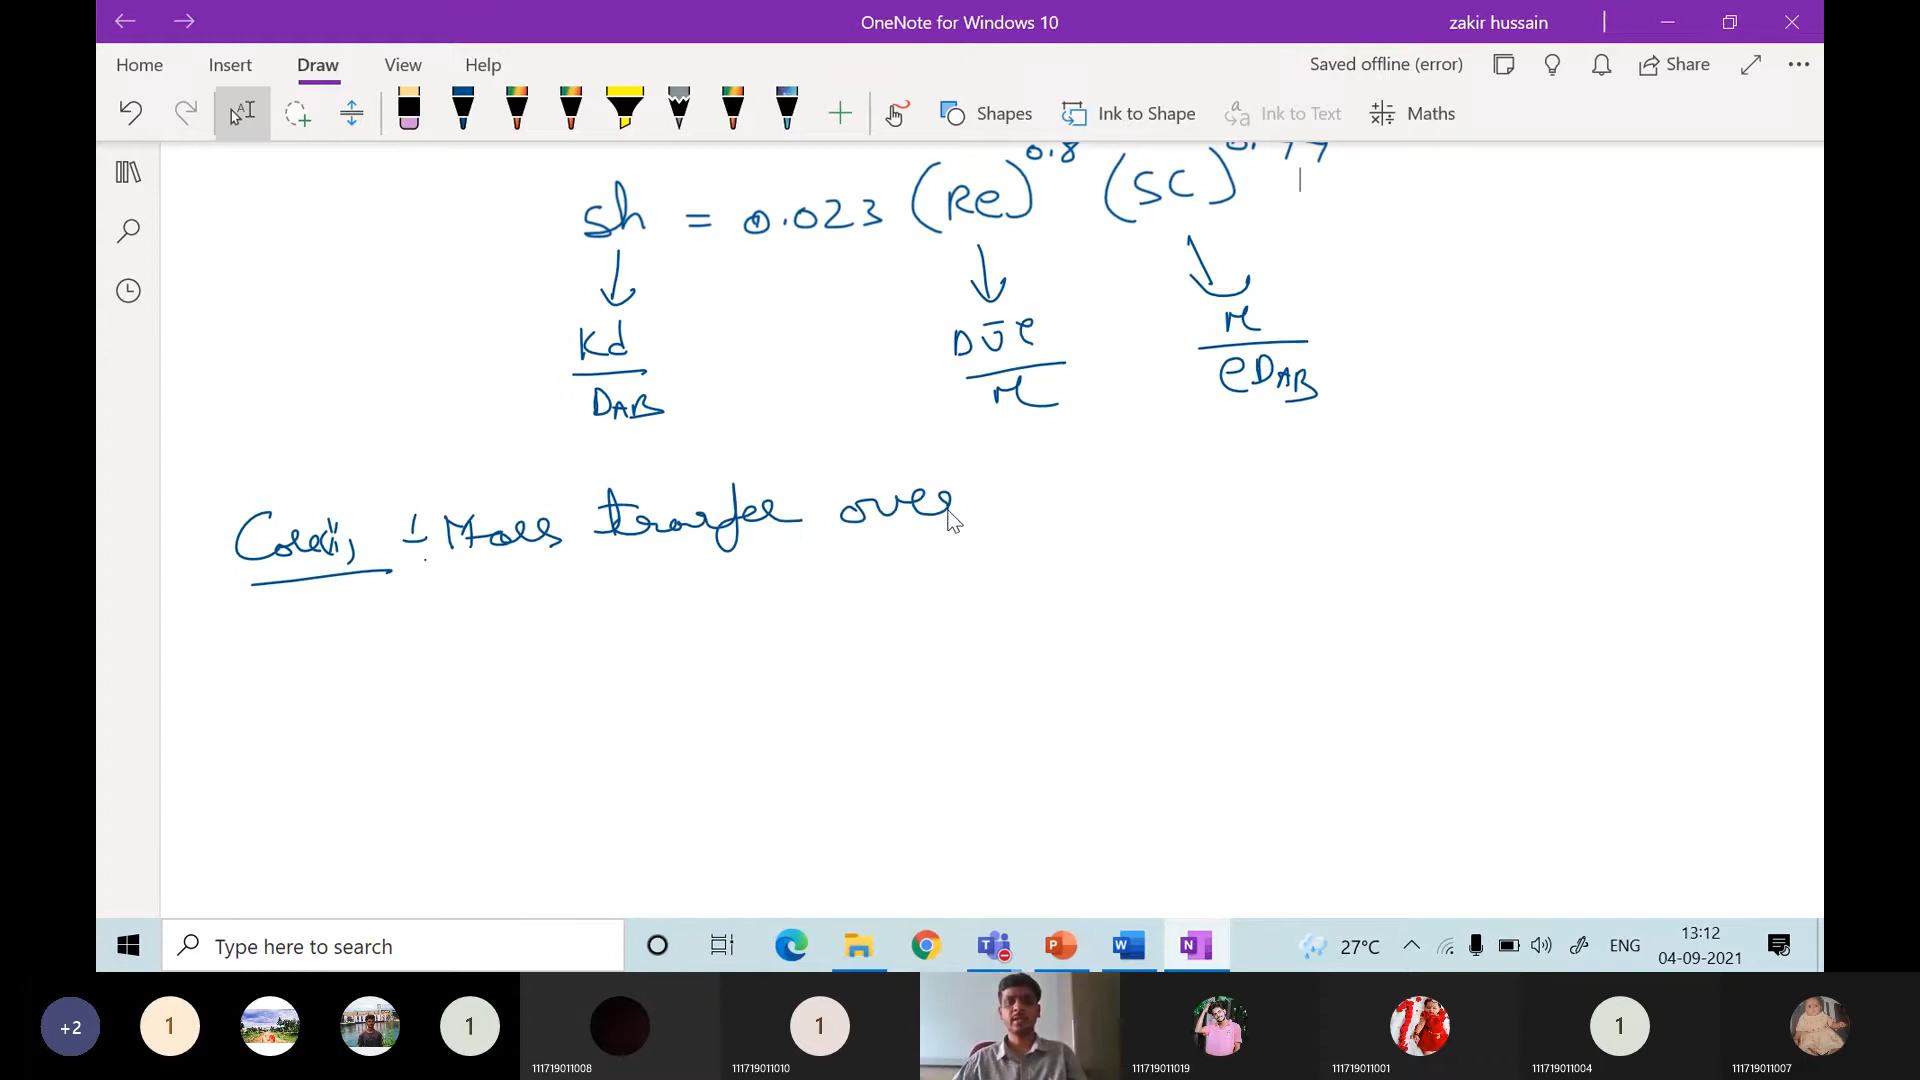 OneNote for Windows 10 zakir hussain
Home Insert Draw View Help Saved offline (error) Share
Shapes Ink to Shape Ink to Text Maths
Sh = 0.023 (Re)^0.8 (SC)
Kd / DAB
D ῡ ρ / μ
μ / ρ DAB
Mass transfer over
Type here to search 27°C ENG 13:12
04-09-2021
+2 1 1 1 1
111719011008 111719011010 111719011019 111719011001 111719011004 111719011007